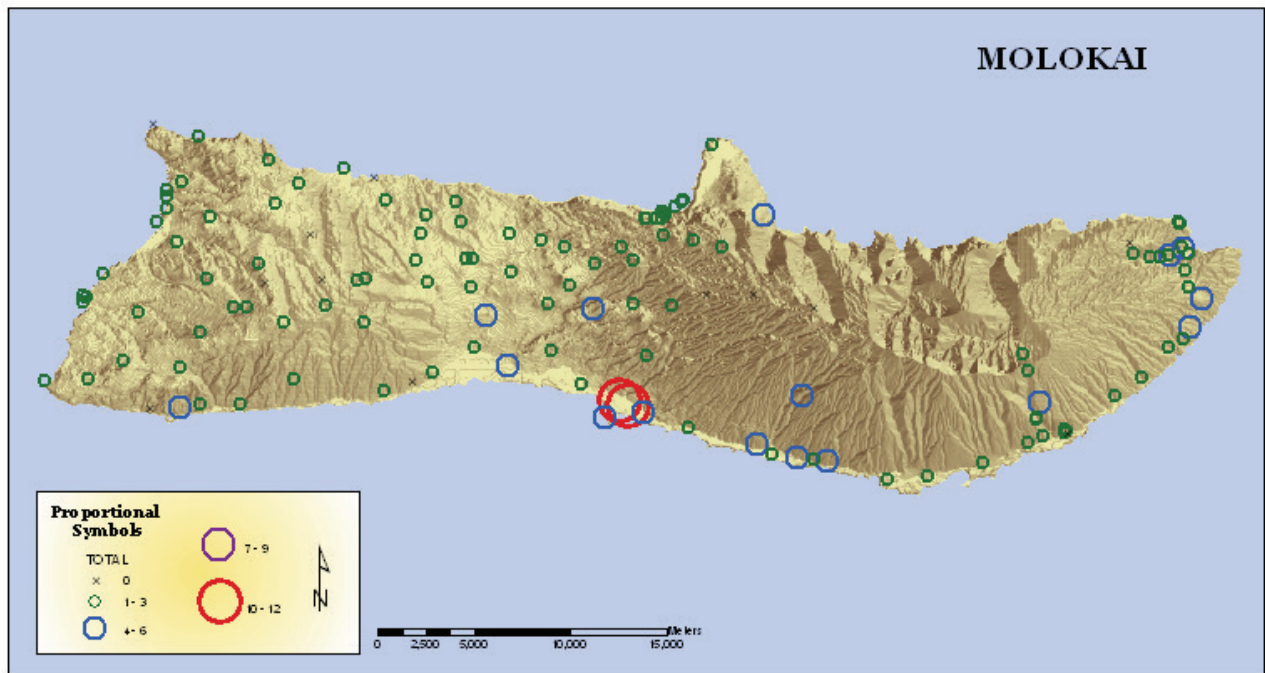 MOLOKAI
Proportional
Symbols
TOTAL
0
1 - 3
4 - 6
7 - 9
10 - 12
N
Meters
0 2,500 5,000 10,000 15,000